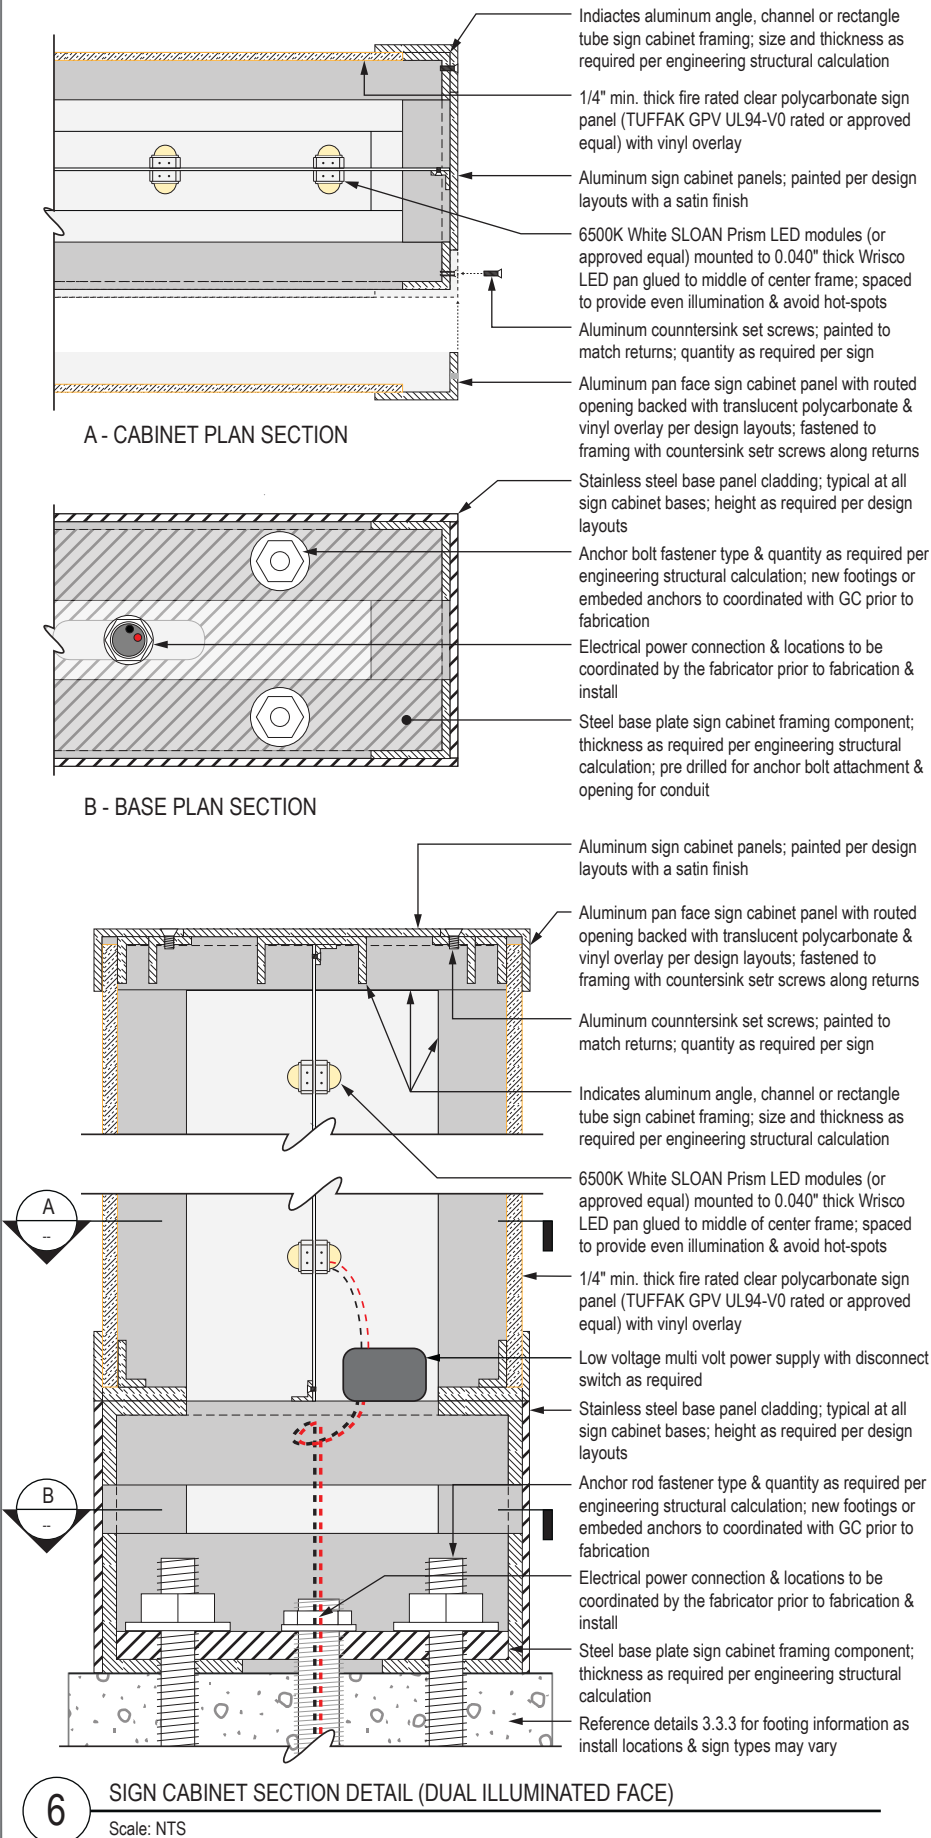 Indiactes aluminum angle, channel or rectangle
tube sign cabinet framing; size and thickness as
required per engineering structural calculation
1/4" min. thick fire rated clear polycarbonate sign
panel (TUFFAK GPV UL94-V0 rated or approved
equal) with vinyl overlay
Aluminum sign cabinet panels; painted per design
layouts with a satin finish
6500K White SLOAN Prism LED modules (or
approved equal) mounted to 0.040" thick Wrisco
LED pan glued to middle of center frame; spaced
to provide even illumination & avoid hot-spots
Aluminum counntersink set screws; painted to
match returns; quantity as required per sign
Aluminum pan face sign cabinet panel with routed
opening backed with translucent polycarbonate &
vinyl overlay per design layouts; fastened to
framing with countersink setr screws along returns
A - CABINET PLAN SECTION
Stainless steel base panel cladding; typical at all
sign cabinet bases; height as required per design
layouts
Anchor bolt fastener type & quantity as required per
engineering structural calculation; new footings or
embeded anchors to coordinated with GC prior to
fabrication
Electrical power connection & locations to be
coordinated by the fabricator prior to fabrication &
install
Steel base plate sign cabinet framing component;
thickness as required per engineering structural
calculation; pre drilled for anchor bolt attachment &
opening for conduit
B - BASE PLAN SECTION
Aluminum sign cabinet panels; painted per design
layouts with a satin finish
Aluminum pan face sign cabinet panel with routed
opening backed with translucent polycarbonate &
vinyl overlay per design layouts; fastened to
framing with countersink setr screws along returns
Aluminum counntersink set screws; painted to
match returns; quantity as required per sign
Indicates aluminum angle, channel or rectangle
tube sign cabinet framing; size and thickness as
required per engineering structural calculation
6500K White SLOAN Prism LED modules (or
approved equal) mounted to 0.040" thick Wrisco
LED pan glued to middle of center frame; spaced
to provide even illumination & avoid hot-spots
A
--
1/4" min. thick fire rated clear polycarbonate sign
panel (TUFFAK GPV UL94-V0 rated or approved
equal) with vinyl overlay
Low voltage multi volt power supply with disconnect
switch as required
Stainless steel base panel cladding; typical at all
sign cabinet bases; height as required per design
layouts
B
--
Anchor rod fastener type & quantity as required per
engineering structural calculation; new footings or
embeded anchors to coordinated with GC prior to
fabrication
Electrical power connection & locations to be
coordinated by the fabricator prior to fabrication &
install
Steel base plate sign cabinet framing component;
thickness as required per engineering structural
calculation
Reference details 3.3.3 for footing information as
install locations & sign types may vary
6
SIGN CABINET SECTION DETAIL (DUAL ILLUMINATED FACE)
Scale: NTS